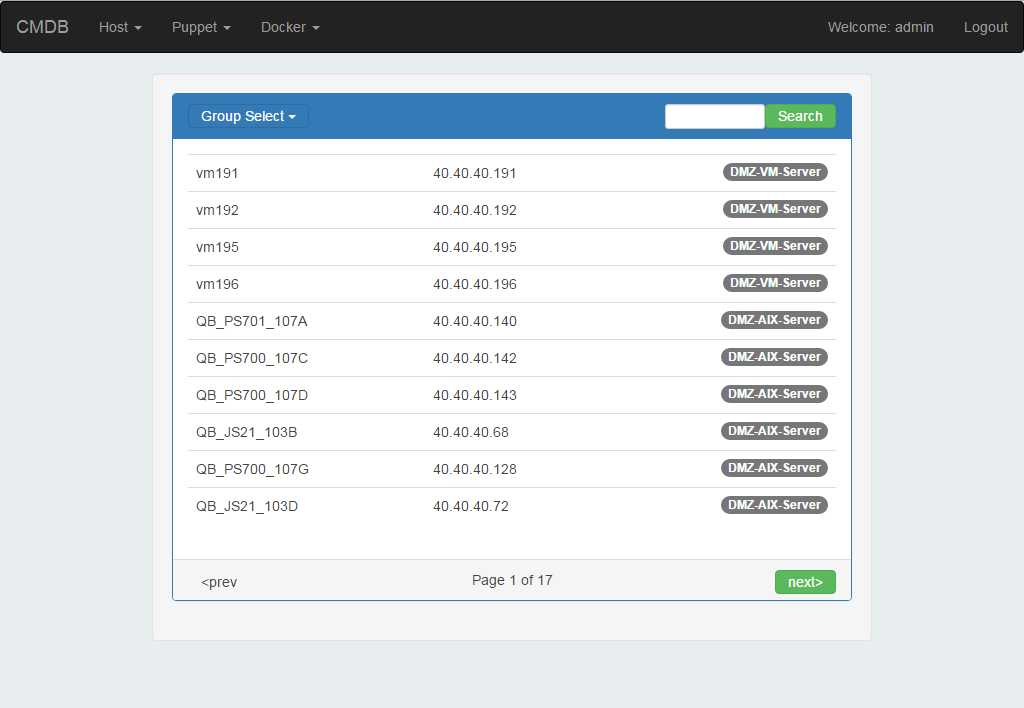 CMDB Host Puppet Docker Welcome: admin Logout
Group Select Search
vm191 40.40.40.191 DMZ-VM-Server
vm192 40.40.40.192 DMZ-VM-Server
vm195 40.40.40.195 DMZ-VM-Server
vm196 40.40.40.196 DMZ-VM-Server
QB_PS701_107A 40.40.40.140 DMZ-AIX-Server
QB_PS700_107C 40.40.40.142 DMZ-AIX-Server
QB_PS700_107D 40.40.40.143 DMZ-AIX-Server
QB_JS21_103B 40.40.40.68 DMZ-AIX-Server
QB_PS700_107G 40.40.40.128 DMZ-AIX-Server
QB_JS21_103D 40.40.40.72 DMZ-AIX-Server
<prev Page 1 of 17 next>